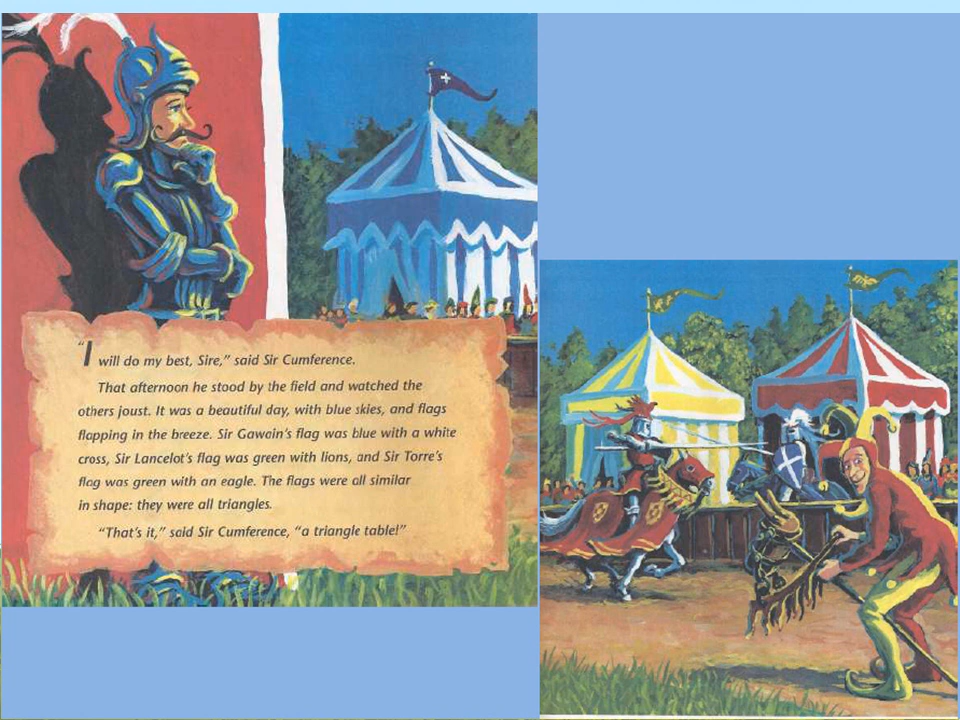 "I will do my best, Sire," said Sir Cumference.
That afternoon he stood by the field and watched the
others joust. It was a beautiful day, with blue skies, and flags
flapping in the breeze. Sir Gawain's flag was blue with a white
cross, Sir Lancelot's flag was green with lions, and Sir Torre's
flag was green with an eagle. The flags were all similar
in shape: they were all triangles.
"That's it," said Sir Cumference, "a triangle table!"